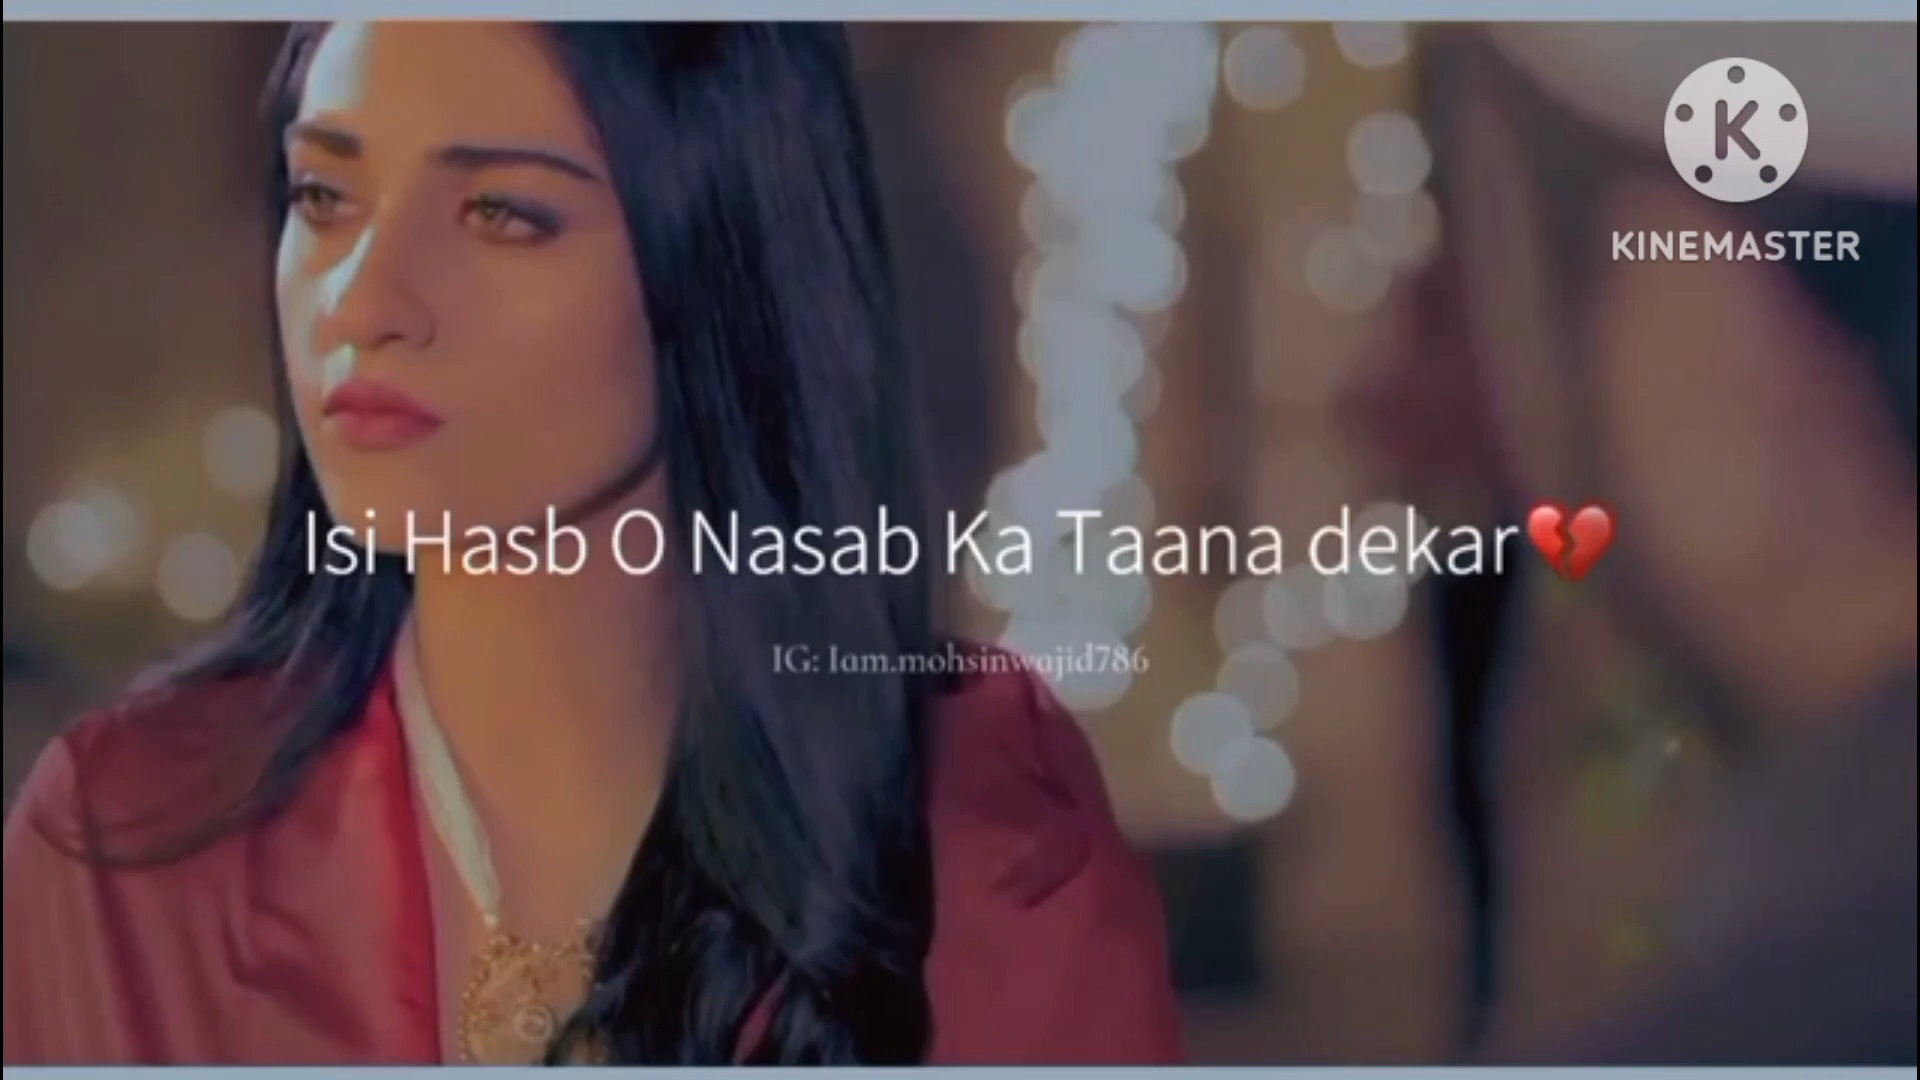 K
KINEMASTER
Isi Hasb O Nasab Ka Taana dekar💔
IG: Iam.mohsinwajid786